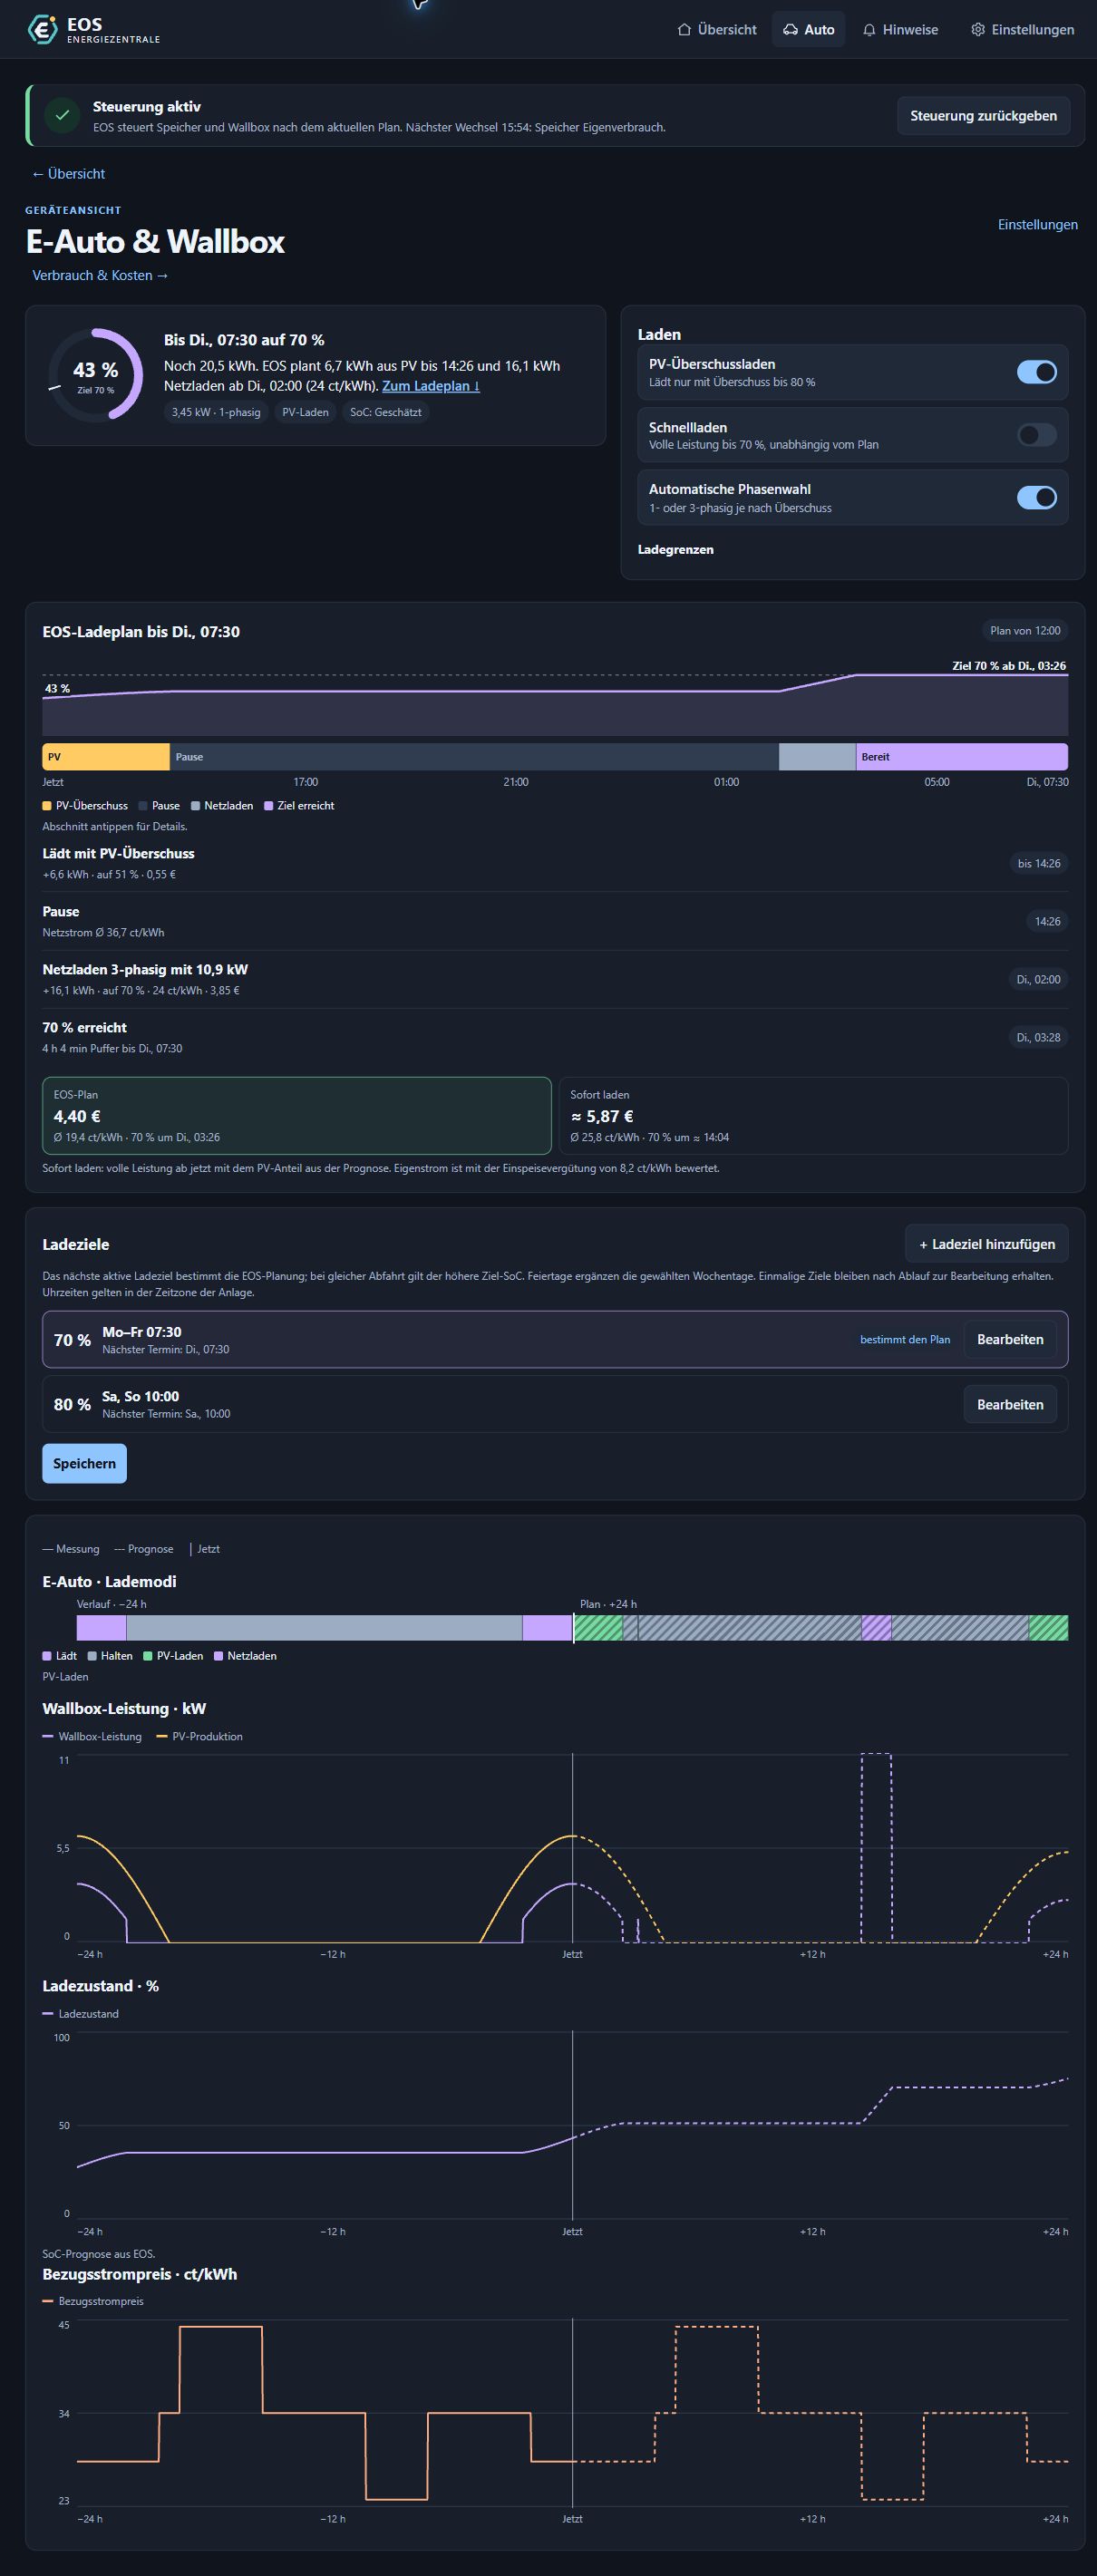 EOS
ENERGIEZENTRALE
Übersicht
Auto
Hinweise
Einstellungen
Steuerung aktiv
EOS steuert Speicher und Wallbox nach dem aktuellen Plan. Nächster Wechsel 15:54: Speicher Eigenverbrauch.
Steuerung zurückgeben
← Übersicht
GERÄTEANSICHT
E-Auto & Wallbox
Einstellungen
Verbrauch & Kosten →
43 %
Ziel 70 %
Bis Di., 07:30 auf 70 %
Noch 20,5 kWh. EOS plant 6,7 kWh aus PV bis 14:26 und 16,1 kWh
Netzladen ab Di., 02:00 (24 ct/kWh). Zum Ladeplan ↓
3,45 kW · 1-phasig
PV-Laden
SoC: Geschätzt
Laden
PV-Überschussladen
Lädt nur mit Überschuss bis 80 %
Schnellladen
Volle Leistung bis 70 %, unabhängig vom Plan
Automatische Phasenwahl
1- oder 3-phasig je nach Überschuss
Ladegrenzen
EOS-Ladeplan bis Di., 07:30
Plan von 12:00
Ziel 70 % ab Di., 03:26
43 %
PV
Pause
Bereit
Jetzt
17:00
21:00
01:00
05:00
Di., 07:30
PV-Überschuss
Pause
Netzladen
Ziel erreicht
Abschnitt antippen für Details.
Lädt mit PV-Überschuss
+6,6 kWh · auf 51 % · 0,55 €
bis 14:26
Pause
Netzstrom Ø 36,7 ct/kWh
14:26
Netzladen 3-phasig mit 10,9 kW
+16,1 kWh · auf 70 % · 24 ct/kWh · 3,85 €
Di., 02:00
70 % erreicht
4 h 4 min Puffer bis Di., 07:30
Di., 03:28
EOS-Plan
4,40 €
Ø 19,4 ct/kWh · 70 % um Di., 03:26
Sofort laden
≈ 5,87 €
Ø 25,8 ct/kWh · 70 % um ≈ 14:04
Sofort laden: volle Leistung ab jetzt mit dem PV-Anteil aus der Prognose. Eigenstrom ist mit der Einspeisevergütung von 8,2 ct/kWh bewertet.
Ladeziele
+ Ladeziel hinzufügen
Das nächste aktive Ladeziel bestimmt die EOS-Planung; bei gleicher Abfahrt gilt der höhere Ziel-SoC. Feiertage ergänzen die gewählten Wochentage. Einmalige Ziele bleiben nach Ablauf zur Bearbeitung erhalten.
Uhrzeiten gelten in der Zeitzone der Anlage.
70 %
Mo–Fr 07:30
Nächster Termin: Di., 07:30
bestimmt den Plan
Bearbeiten
80 %
Sa, So 10:00
Nächster Termin: Sa., 10:00
Bearbeiten
Speichern
— Messung
--- Prognose
| Jetzt
E-Auto · Lademodi
Verlauf · −24 h
Plan · +24 h
Lädt
Halten
PV-Laden
Netzladen
PV-Laden
Wallbox-Leistung · kW
Wallbox-Leistung
PV-Produktion
11
5,5
0
−24 h
−12 h
Jetzt
+12 h
+24 h
Ladezustand · %
Ladezustand
100
50
0
−24 h
−12 h
Jetzt
+12 h
+24 h
SoC-Prognose aus EOS.
Bezugsstrompreis · ct/kWh
Bezugsstrompreis
45
34
23
−24 h
−12 h
Jetzt
+12 h
+24 h